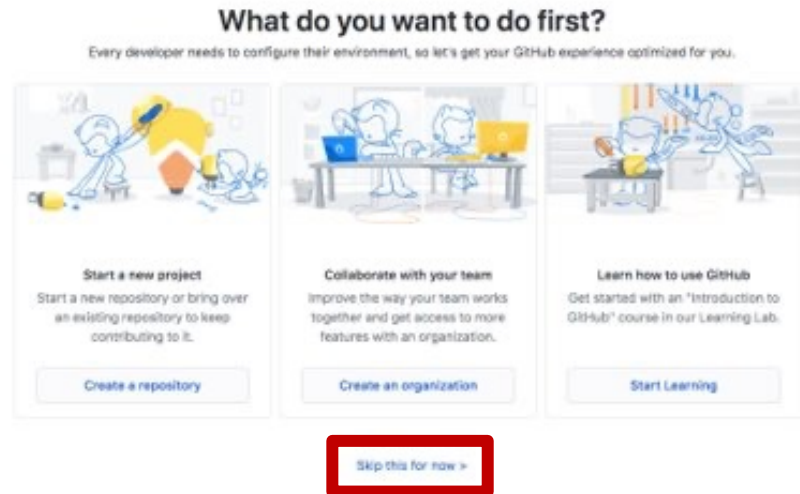 What do you want to do first?
Every developer needs to configure their environment, so let's get your GitHub experience optimized for you.
Start a new project
Start a new repository or bring over
an existing repository to keep
contributing to it.
Create a repository
Collaborate with your team
Improve the way your team works
together and get access to more
features with an organization.
Create an organization
Learn how to use GitHub
Get started with an "Introduction to
GitHub" course in our Learning Lab.
Start Learning
Skip this for now >